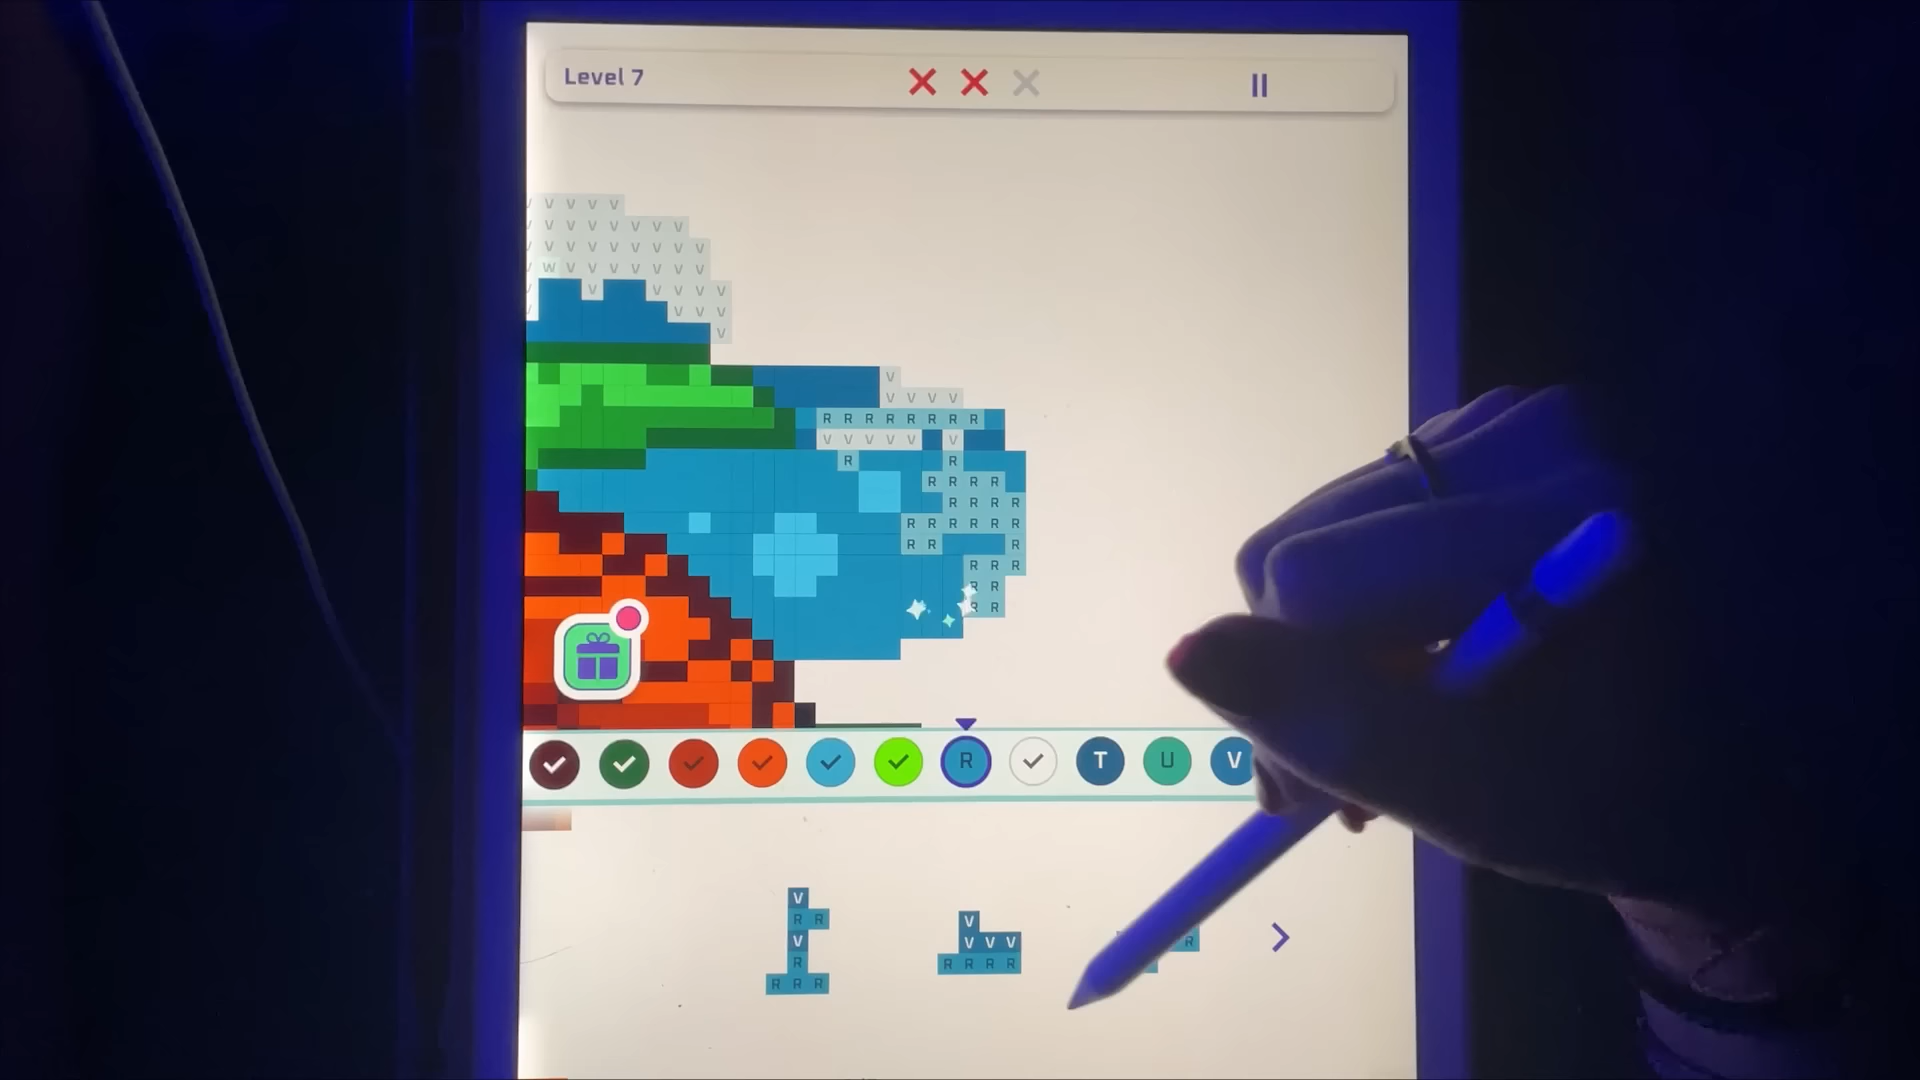 Level 7
V V V V
V V V V V V V
V V V V V V V V
W V V V V V V V
V V V V V
V V V
V
V
V V V V
R R R R R R R R
V V V V V V
R R
R R R R
R R R R
R R R R R R
R R R
R R R
R R
R R
R T U V
V
R R
V
R
R R R
V
V V V
R R R R
R